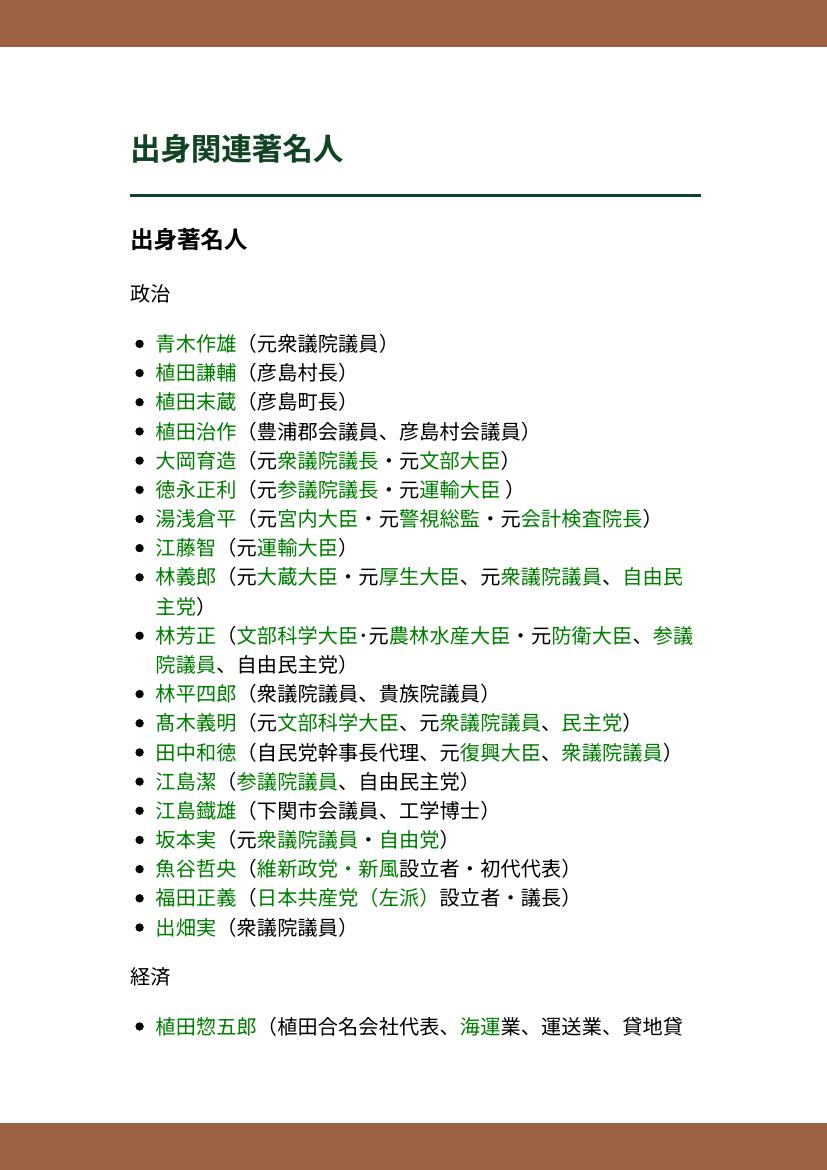 出身関連著名人
出身著名人
政治
青木作雄（元衆議院議員）
植田謙輔（彦島村長）
植田末蔵（彦島町長）
植田治作（豊浦郡会議員、彦島村会議員）
大岡育造（元衆議院議長・元文部大臣）
徳永正利（元参議院議長・元運輸大臣 ）
湯浅倉平（元宮内大臣・元警視総監・元会計検査院長）
江藤智（元運輸大臣）
林義郎（元大蔵大臣・元厚生大臣、元衆議院議員、自由民
主党）
林芳正（文部科学大臣･元農林水産大臣・元防衛大臣、参議
院議員、自由民主党）
林平四郎（衆議院議員、貴族院議員）
髙木義明（元文部科学大臣、元衆議院議員、民主党）
田中和徳（自民党幹事長代理、元復興大臣、衆議院議員）
江島潔（参議院議員、自由民主党）
江島鐡雄（下関市会議員、工学博士）
坂本実（元衆議院議員・自由党）
魚谷哲央（維新政党・新風設立者・初代代表）
福田正義（日本共産党（左派）設立者・議長）
出畑実（衆議院議員）
経済
植田惣五郎（植田合名会社代表、海運業、運送業、貸地貸